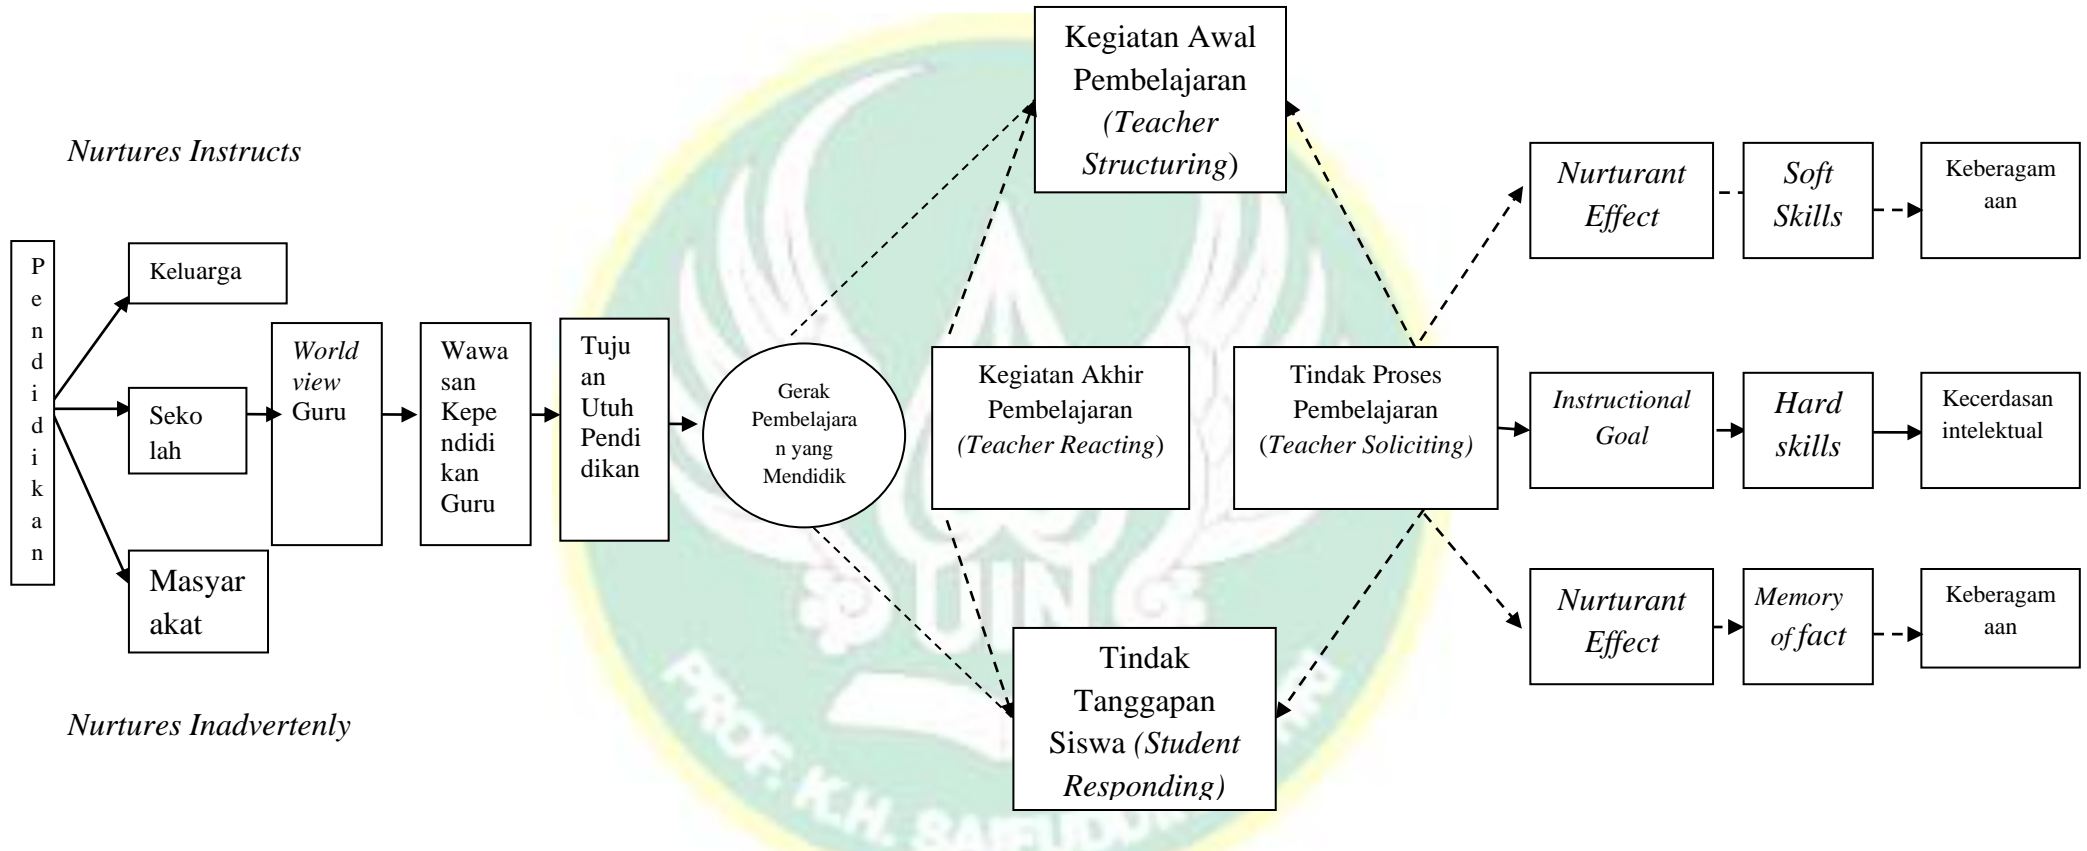 Nurtures Instructs
P
e
n
d
i
d
i
k
a
n
Keluarga
Seko
lah
Masyar
akat
World
view
Guru
Wawa
san
Kepe
ndidi
kan
Guru
Tuju
an
Utuh
Pendi
dikan
Gerak
Pembelajara
n yang
Mendidik
Kegiatan Awal
Pembelajaran
(Teacher
Structuring)
Kegiatan Akhir
Pembelajaran
(Teacher Reacting)
Tindak Proses
Pembelajaran
(Teacher Soliciting)
Tindak
Tanggapan
Siswa (Student
Responding)
Nurturant
Effect
Soft
Skills
Keberagam
aan
Instructional
Goal
Hard
skills
Kecerdasan
intelektual
Nurturant
Effect
Memory
of fact
Keberagam
aan
Nurtures Inadvertenly
UIN
PROF. K.H.